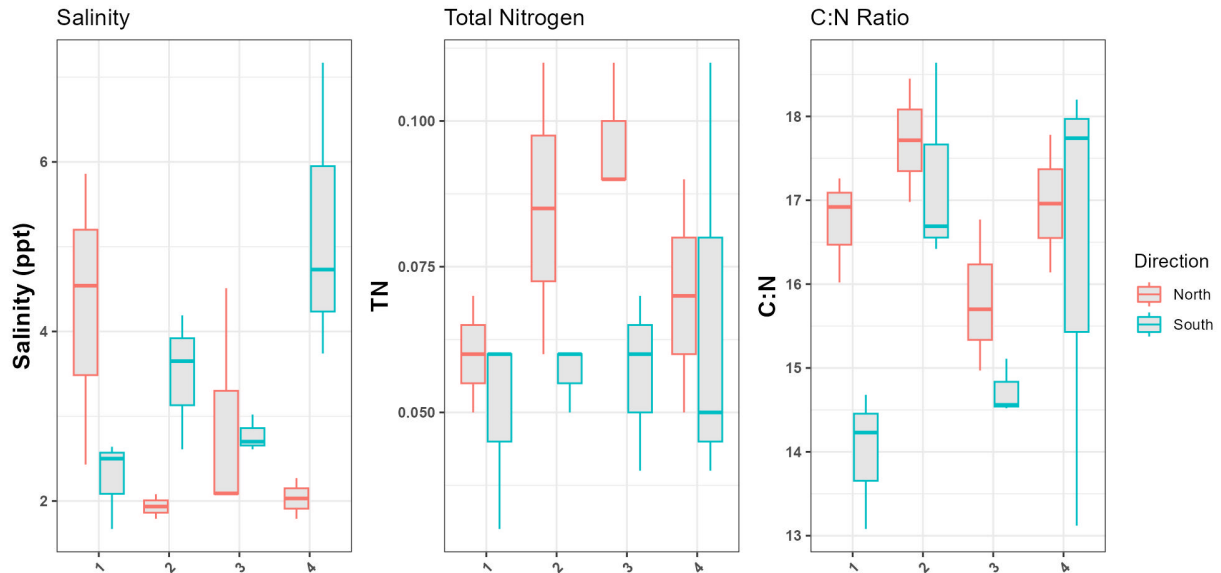 Salinity
Total Nitrogen
C:N Ratio
Salinity (ppt)
6
4
2
1
2
3
4
TN
0.100
0.075
0.050
1
2
3
4
C:N
18
17
16
15
14
13
1
2
3
4
Direction
North
South